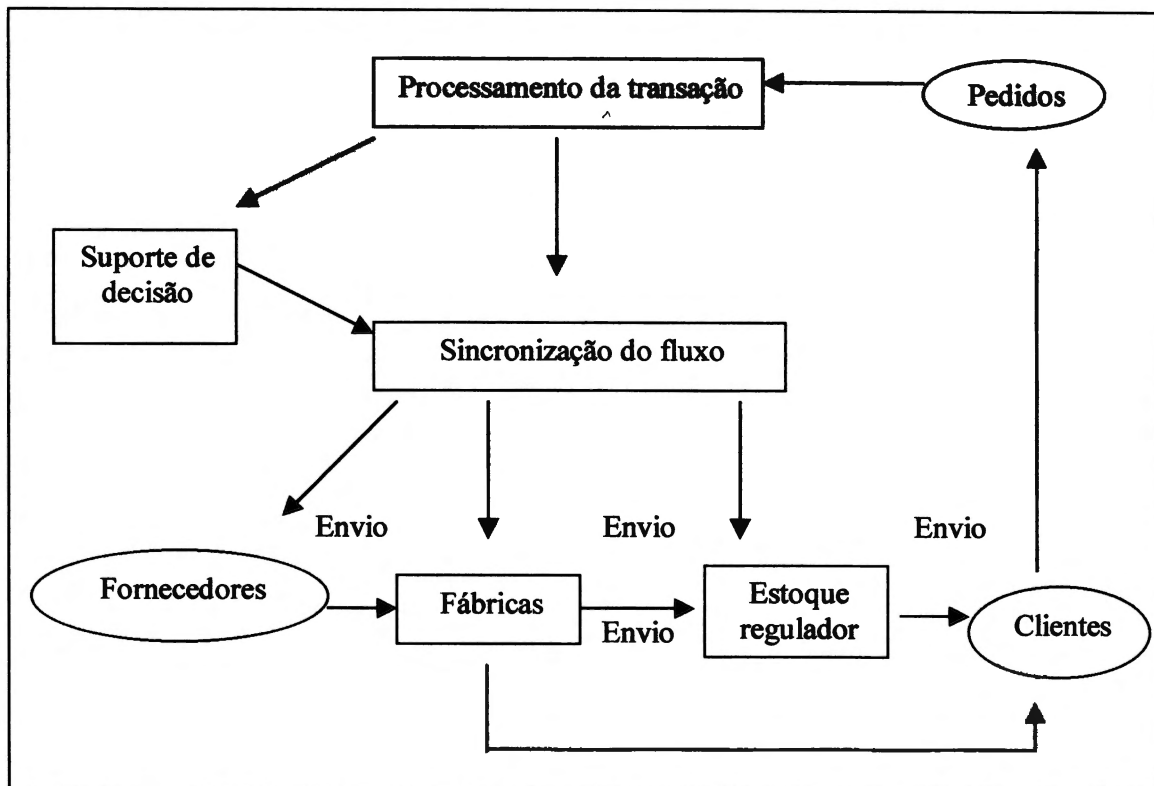 Processamento da transação
Pedidos
Suporte de
decisão
Sincronização do fluxo
Envio
Envio
Envio
Fornecedores
Fábricas
Envio
Estoque
regulador
Clientes